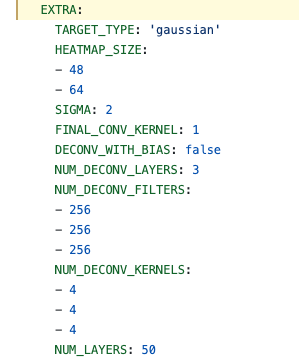 EXTRA:
TARGET_TYPE: 'gaussian'
HEATMAP_SIZE:
- 48
- 64
SIGMA: 2
FINAL_CONV_KERNEL: 1
DECONV_WITH_BIAS: false
NUM_DECONV_LAYERS: 3
NUM_DECONV_FILTERS:
- 256
- 256
- 256
NUM_DECONV_KERNELS:
- 4
- 4
- 4
NUM_LAYERS: 50